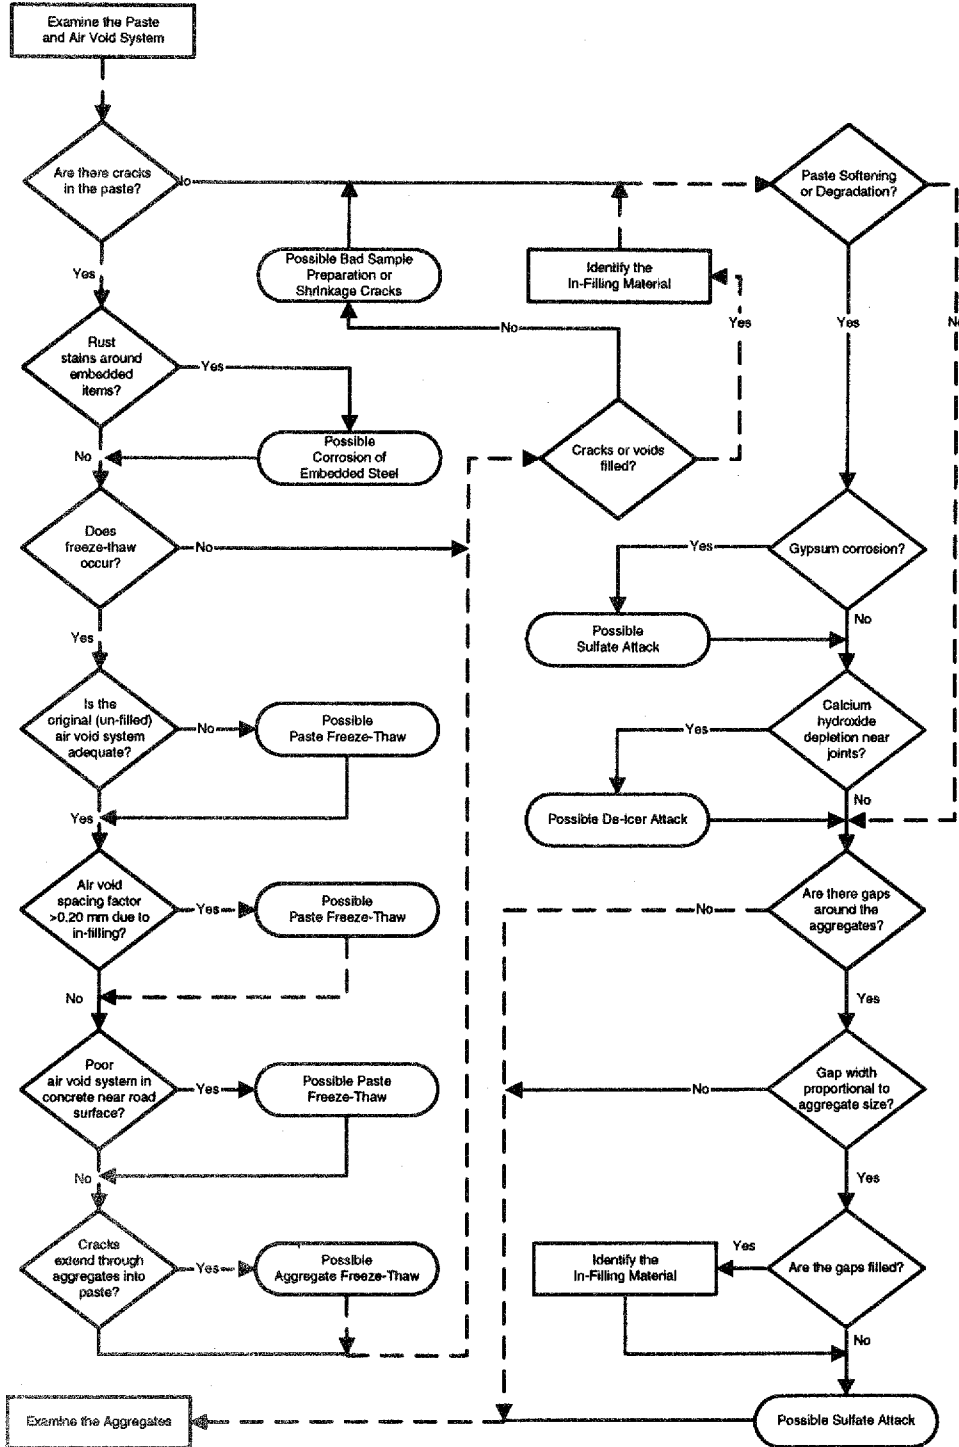 Examine the Paste
and Air Void System
Are there cracks
in the paste?
No
Paste Softening
or Degradation?
Possible Bad Sample
Preparation or
Shrinkage Cracks
Identify the
In-Filling Material
Yes
No
Yes
Yes
Rust
stains around
embedded
items?
Yes
No
Possible
Corrosion of
Embedded Steel
Cracks or voids
filled?
Does
freeze-thaw
occur?
No
Yes
Gypsum corrosion?
Yes
No
Possible
Sulfate Attack
Yes
Is the
original (un-filled)
air void system
adequate?
No
Possible
Paste Freeze-Thaw
Yes
Calcium
hydroxide
depletion near
joints?
Yes
No
Possible De-Icer Attack
Air void
spacing factor
>0.20 mm due to
in-filling?
Yes
Possible
Paste Freeze-Thaw
No
Are there gaps
around the
aggregates?
No
Yes
Poor
air void system in
concrete near road
surface?
Yes
Possible Paste
Freeze-Thaw
No
Gap width
proportional to
aggregate size?
No
Yes
Cracks
extend through
aggregates into
paste?
Yes
Possible
Aggregate Freeze-Thaw
Identify the
In-Filling Material
Yes
Are the gaps filled?
No
Examine the Aggregates
Possible Sulfate Attack